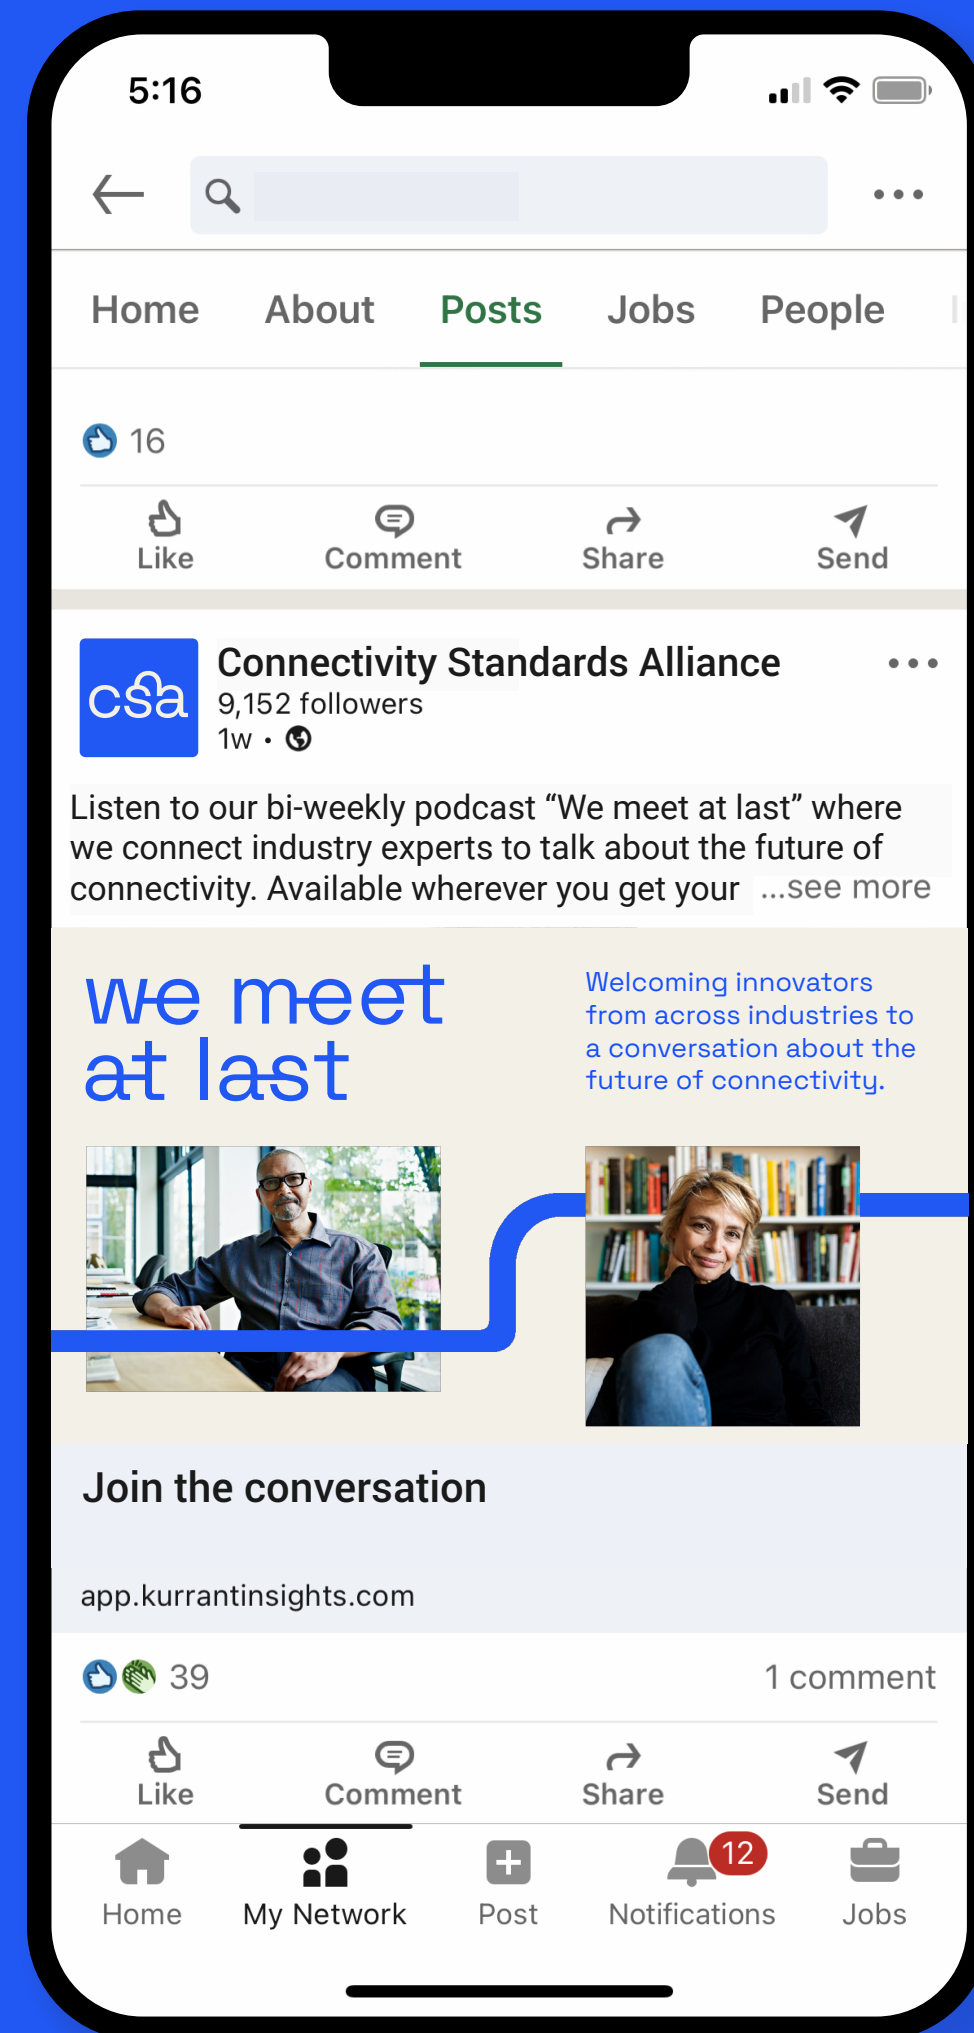 5:16
Home About Posts Jobs People
16
Like Comment Share Send
csa
Connectivity Standards Alliance
9,152 followers
1w •
Listen to our bi-weekly podcast “We meet at last” where
we connect industry experts to talk about the future of
connectivity. Available wherever you get your ...see more
we meet
at last
Welcoming innovators
from across industries to
a conversation about the
future of connectivity.
Join the conversation
app.kurrantinsights.com
39 1 comment
Like Comment Share Send
12
Home My Network Post Notifications Jobs